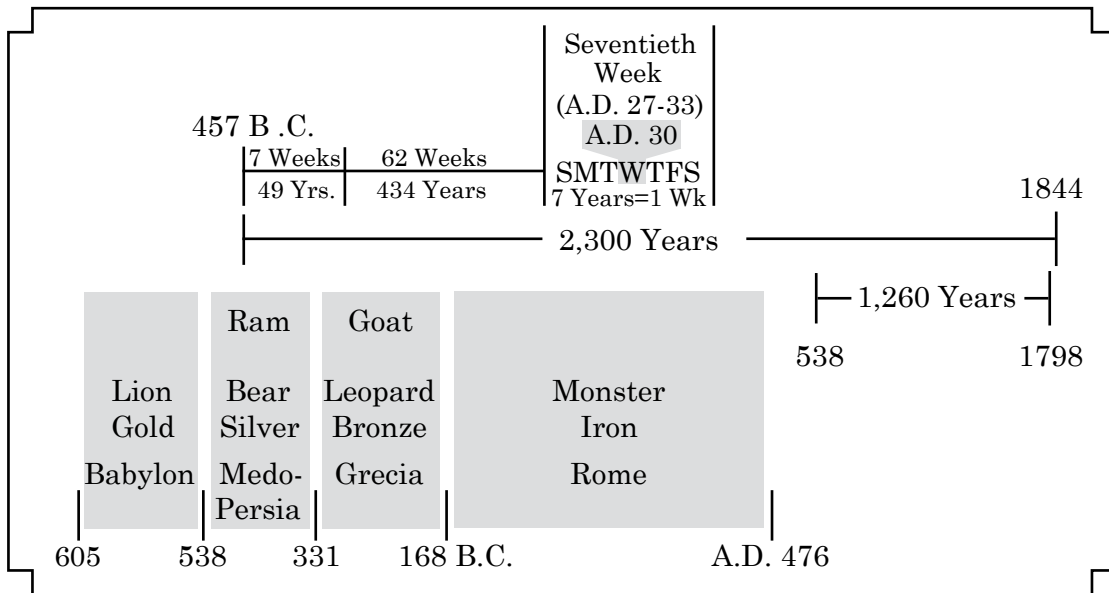 Seventieth
Week
(A.D. 27-33)
A.D. 30
SMTWTFS
7 Years=1 Wk
457 B .C.
7 Weeks
62 Weeks
49 Yrs.
434 Years
1844
2,300 Years
1,260 Years
538
1798
Lion
Gold
Babylon
Ram
Bear
Silver
Medo-
Persia
Goat
Leopard
Bronze
Grecia
Monster
Iron
Rome
605
538
331
168 B.C.
A.D. 476